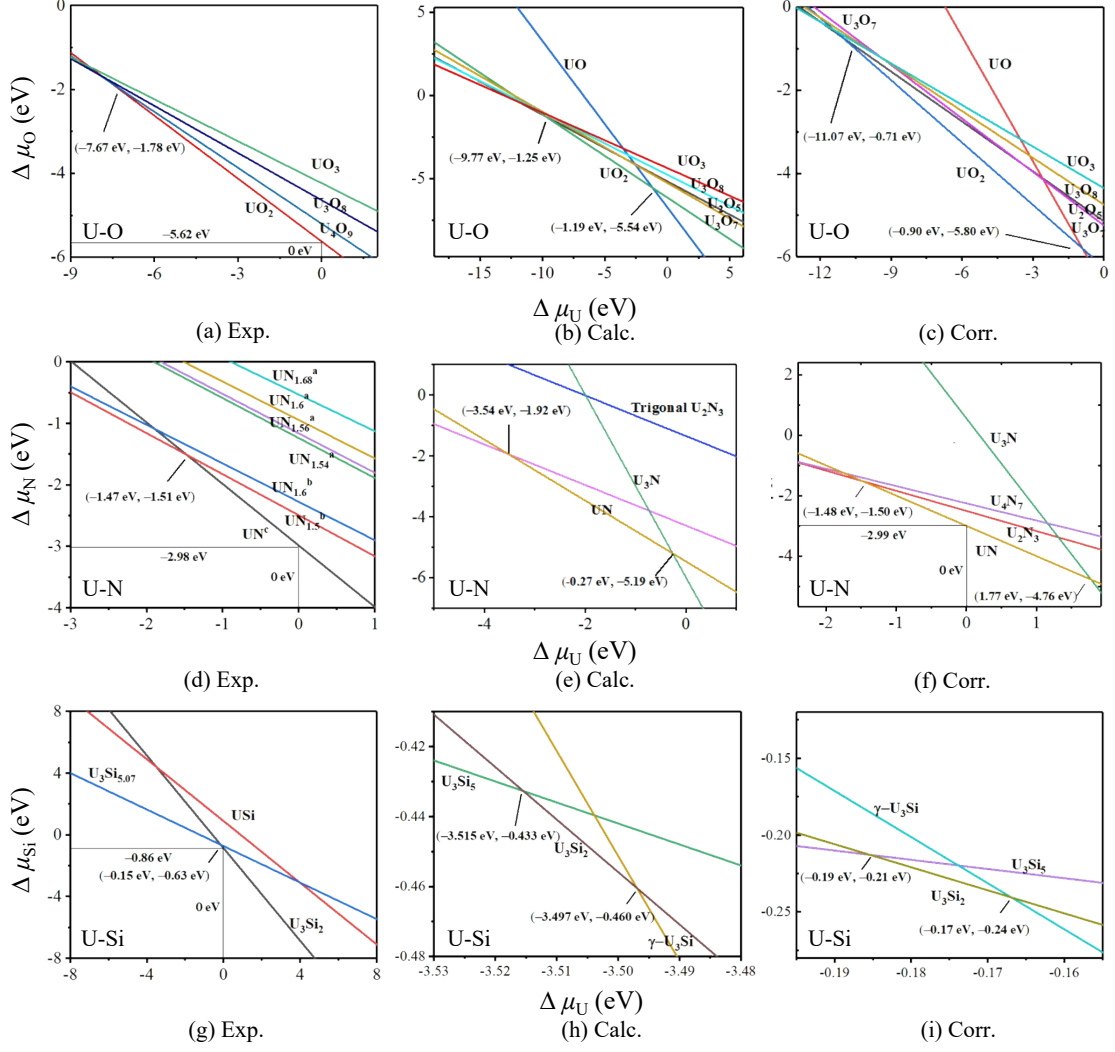 0
-2
-4
-6
-9
-6
-3
0
Δ μO (eV)
(−7.67 eV, −1.78 eV)
UO3
U3O8
UO2
U4O9
−5.62 eV
0 eV
U-O
(a) Exp.
5
0
-5
-15
-10
-5
0
5
UO
(−9.77 eV, −1.25 eV)
UO3
UO2
U3O8
U2O5
U3O7
(−1.19 eV, −5.54 eV)
U-O
Δ μU (eV)
(b) Calc.
0
-2
-4
-6
-12
-9
-6
-3
0
U3O7
UO
(−11.07 eV, −0.71 eV)
UO3
UO2
U3O8
U2O5
U3O7
(−0.90 eV, −5.80 eV)
U-O
(c) Corr.
0
-1
-2
-3
-4
-3
-2
-1
0
1
Δ μN (eV)
UN1.68a
UN1.6a
UN1.56a
UN1.54a
(−1.47 eV, −1.51 eV)
UN1.6b
UN1.5b
UNc
−2.98 eV
0 eV
U-N
(d) Exp.
0
-2
-4
-6
-4
-2
0
(−3.54 eV, −1.92 eV)
Trigonal U2N3
U3N
UN
(-0.27 eV, −5.19 eV)
U-N
Δ μU (eV)
(e) Calc.
2
0
-2
-4
-2
-1
0
1
U3N
U4N7
(−1.48 eV, −1.50 eV)
U2N3
−2.99 eV
UN
0 eV
(1.77 eV, −4.76 eV)
U-N
(f) Corr.
8
4
0
-4
-8
-8
-4
0
4
8
Δ μSi (eV)
U3Si5.07
USi
−0.86 eV
(−0.15 eV, −0.63 eV)
0 eV
U3Si2
U-Si
(g) Exp.
-0.42
-0.44
-0.46
-0.48
-3.53
-3.52
-3.51
-3.50
-3.49
-3.48
U3Si5
(−3.515 eV, −0.433 eV)
U3Si2
(−3.497 eV, −0.460 eV)
γ−U3Si
U-Si
Δ μU (eV)
(h) Calc.
-0.15
-0.20
-0.25
-0.19
-0.18
-0.17
-0.16
γ−U3Si
U3Si5
(−0.19 eV, −0.21 eV)
U3Si2
(−0.17 eV, −0.24 eV)
U-Si
(i) Corr.